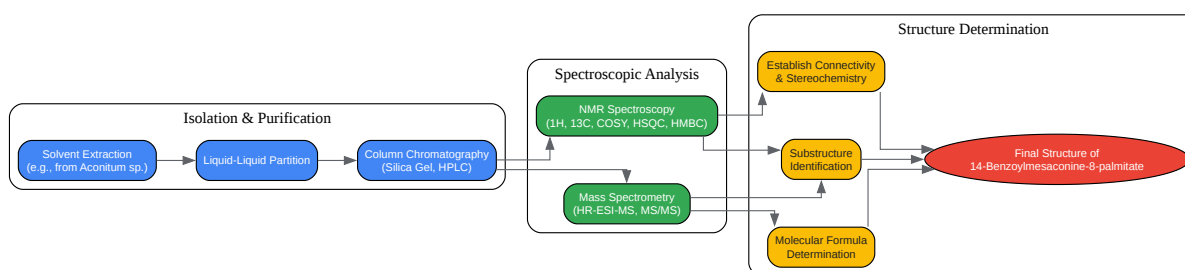 Isolation & Purification
Solvent Extraction
(e.g., from Aconitum sp.)
Liquid-Liquid Partition
Column Chromatography
(Silica Gel, HPLC)
Spectroscopic Analysis
NMR Spectroscopy
(1H, 13C, COSY, HSQC, HMBC)
Mass Spectrometry
(HR-ESI-MS, MS/MS)
Structure Determination
Establish Connectivity
& Stereochemistry
Substructure
Identification
Molecular Formula
Determination
Final Structure of
14-Benzoylmesaconine-8-palmitate